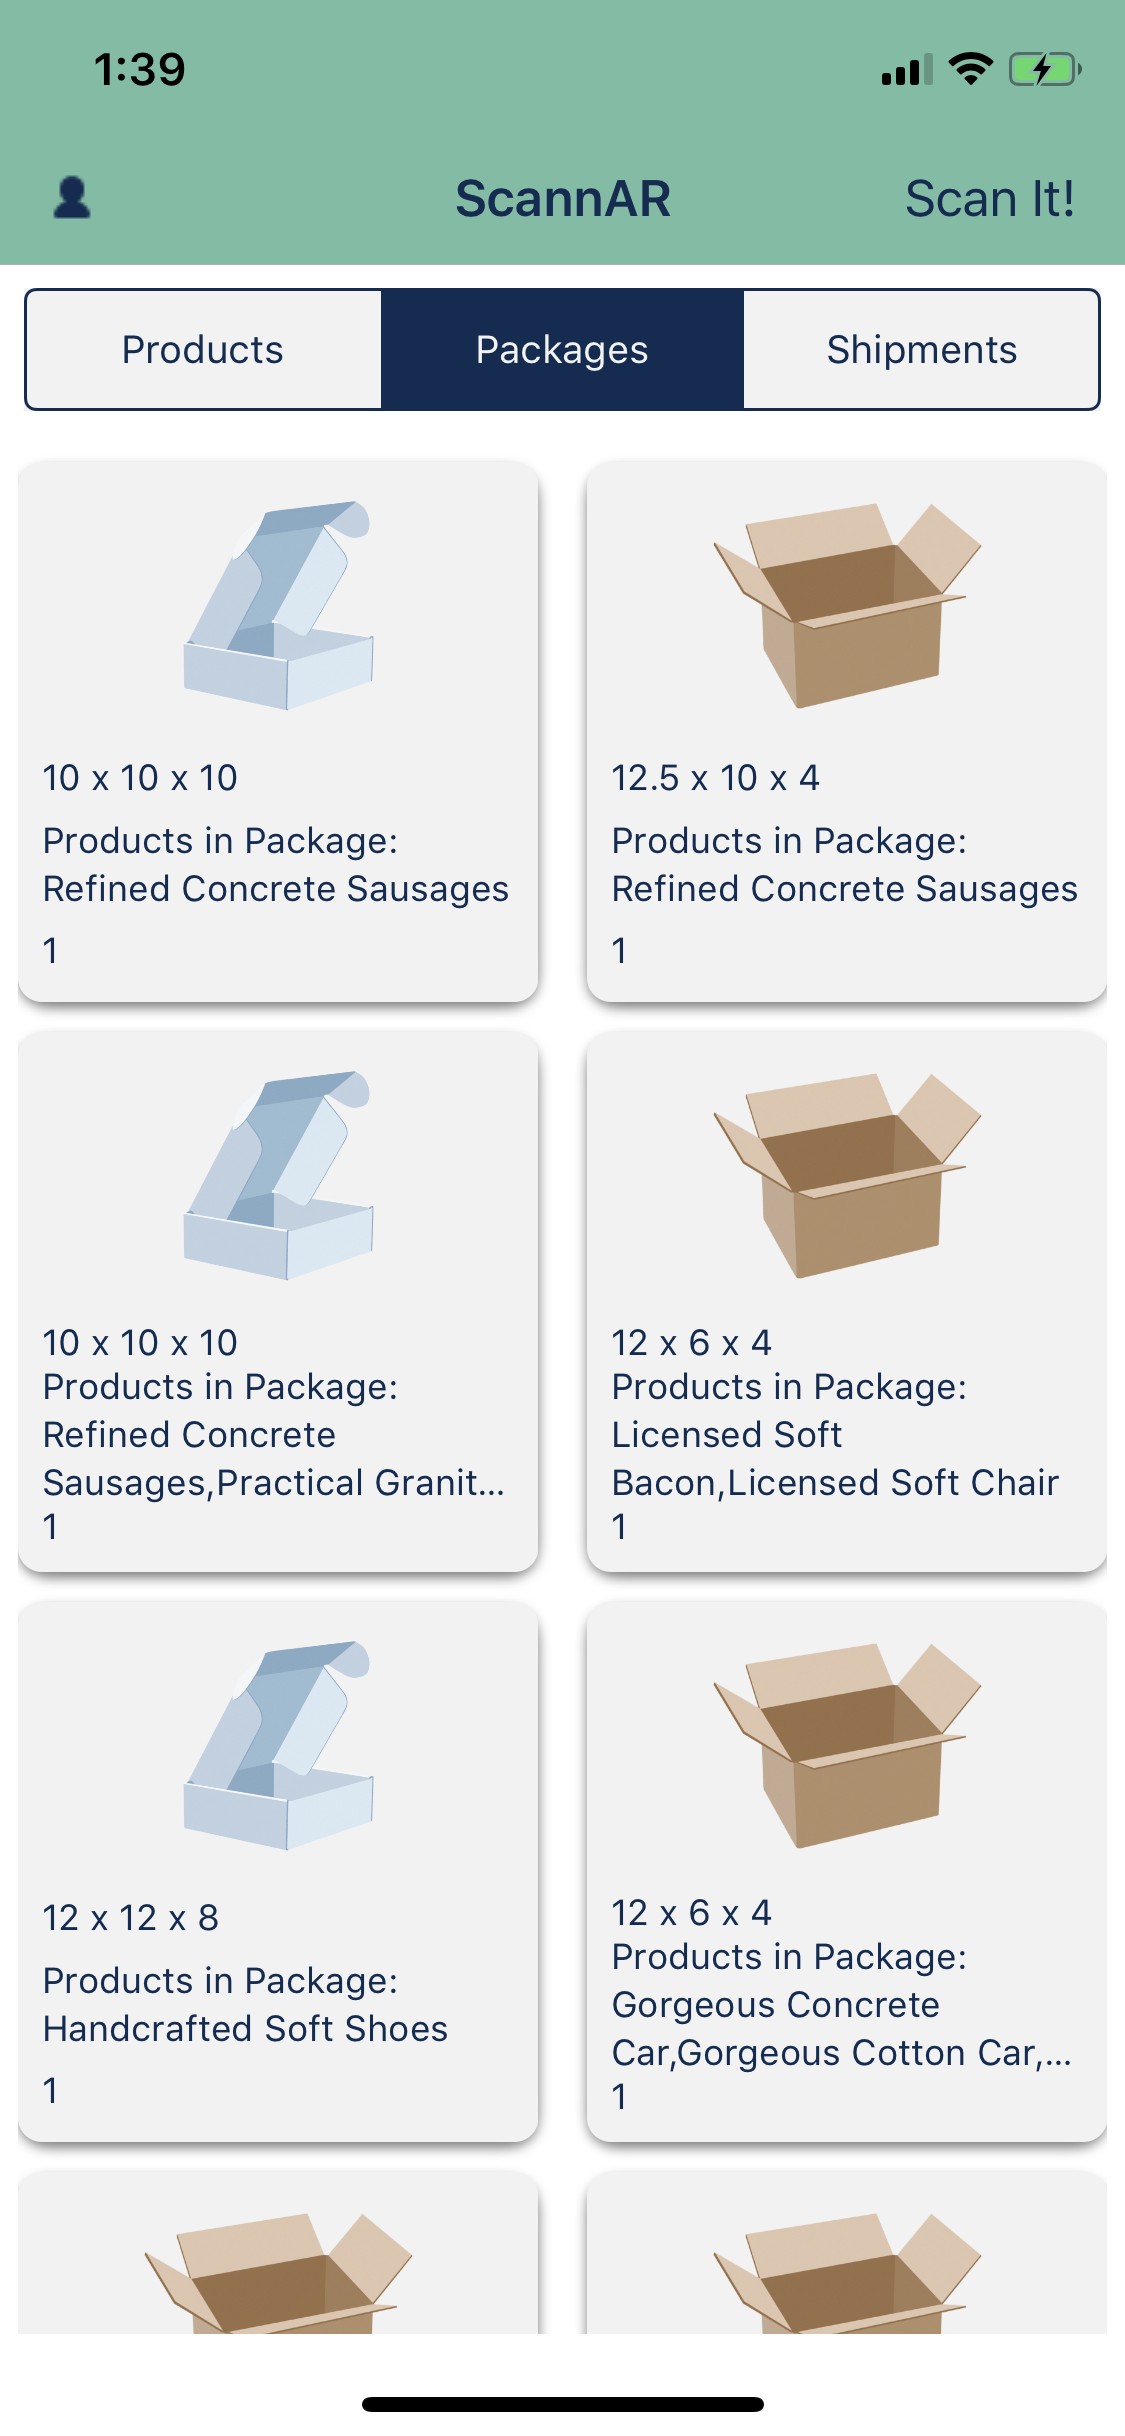 1:39
ScannAR
Scan It!
Products
Packages
Shipments
10 x 10 x 10
Products in Package:
Refined Concrete Sausages
1
12.5 x 10 x 4
Products in Package:
Refined Concrete Sausages
1
10 x 10 x 10
Products in Package:
Refined Concrete
Sausages,Practical Granit...
1
12 x 6 x 4
Products in Package:
Licensed Soft
Bacon,Licensed Soft Chair
1
12 x 12 x 8
Products in Package:
Handcrafted Soft Shoes
1
12 x 6 x 4
Products in Package:
Gorgeous Concrete
Car,Gorgeous Cotton Car,...
1